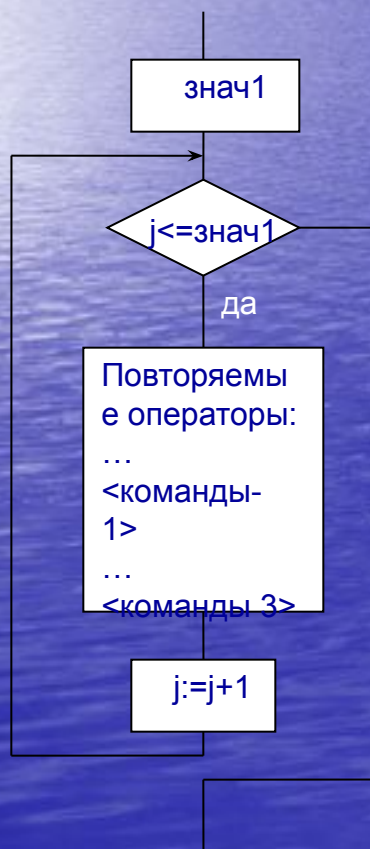 знач1
j<=знач1
да
Повторяемы
е операторы:
…
<команды-
1>
…
<команды 3>
j:=j+1